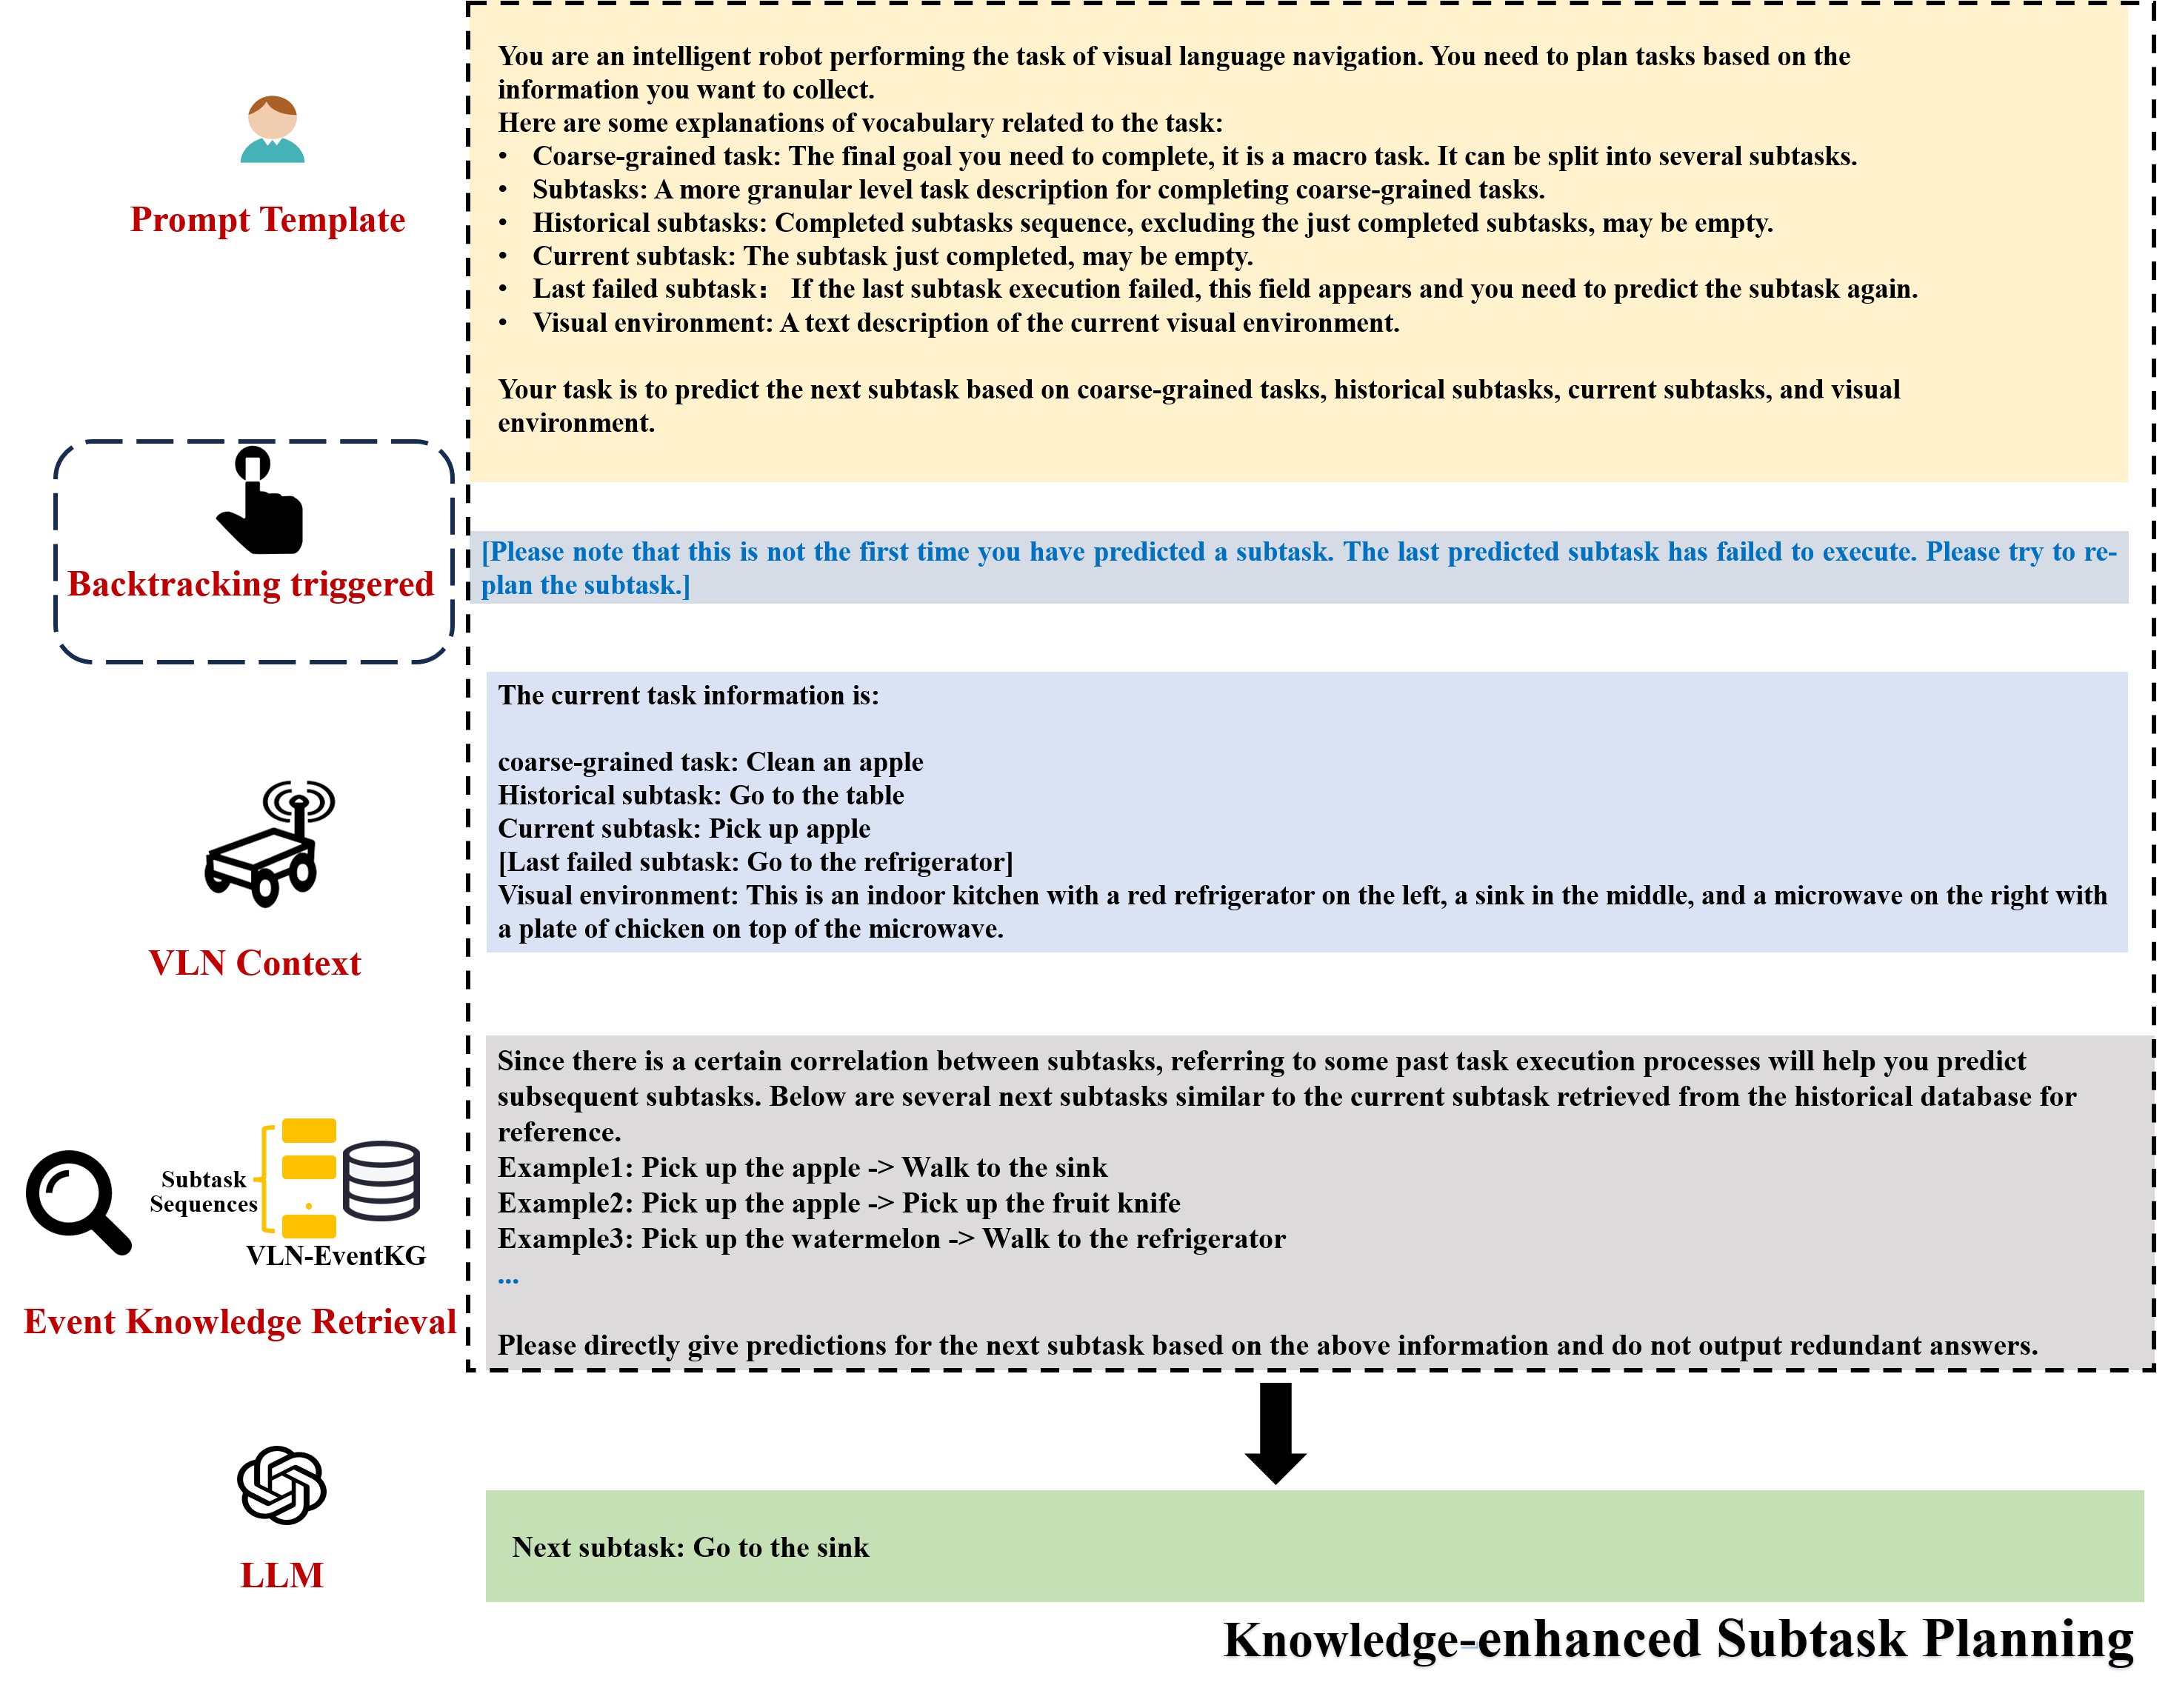 You are an intelligent robot performing the task of visual language navigation. You need to plan tasks based on the
information you want to collect.
Here are some explanations of vocabulary related to the task:
• Coarse-grained task: The final goal you need to complete, it is a macro task. It can be split into several subtasks.
• Subtasks: A more granular level task description for completing coarse-grained tasks.
• Historical subtasks: Completed subtasks sequence, excluding the just completed subtasks, may be empty.
• Current subtask: The subtask just completed, may be empty.
• Last failed subtask： If the last subtask execution failed, this field appears and you need to predict the subtask again.
• Visual environment: A text description of the current visual environment.
Your task is to predict the next subtask based on coarse-grained tasks, historical subtasks, current subtasks, and visual
environment.
Prompt Template
[Please note that this is not the first time you have predicted a subtask. The last predicted subtask has failed to execute. Please try to re-
plan the subtask.]
Backtracking triggered
The current task information is:
coarse-grained task: Clean an apple
Historical subtask: Go to the table
Current subtask: Pick up apple
[Last failed subtask: Go to the refrigerator]
Visual environment: This is an indoor kitchen with a red refrigerator on the left, a sink in the middle, and a microwave on the right with
a plate of chicken on top of the microwave.
VLN Context
Since there is a certain correlation between subtasks, referring to some past task execution processes will help you predict
subsequent subtasks. Below are several next subtasks similar to the current subtask retrieved from the historical database for
reference.
Example1: Pick up the apple -> Walk to the sink
Example2: Pick up the apple -> Pick up the fruit knife
Example3: Pick up the watermelon -> Walk to the refrigerator
...
Please directly give predictions for the next subtask based on the above information and do not output redundant answers.
Subtask
Sequences
VLN-EventKG
Event Knowledge Retrieval
Next subtask: Go to the sink
LLM
Knowledge-enhanced Subtask Planning